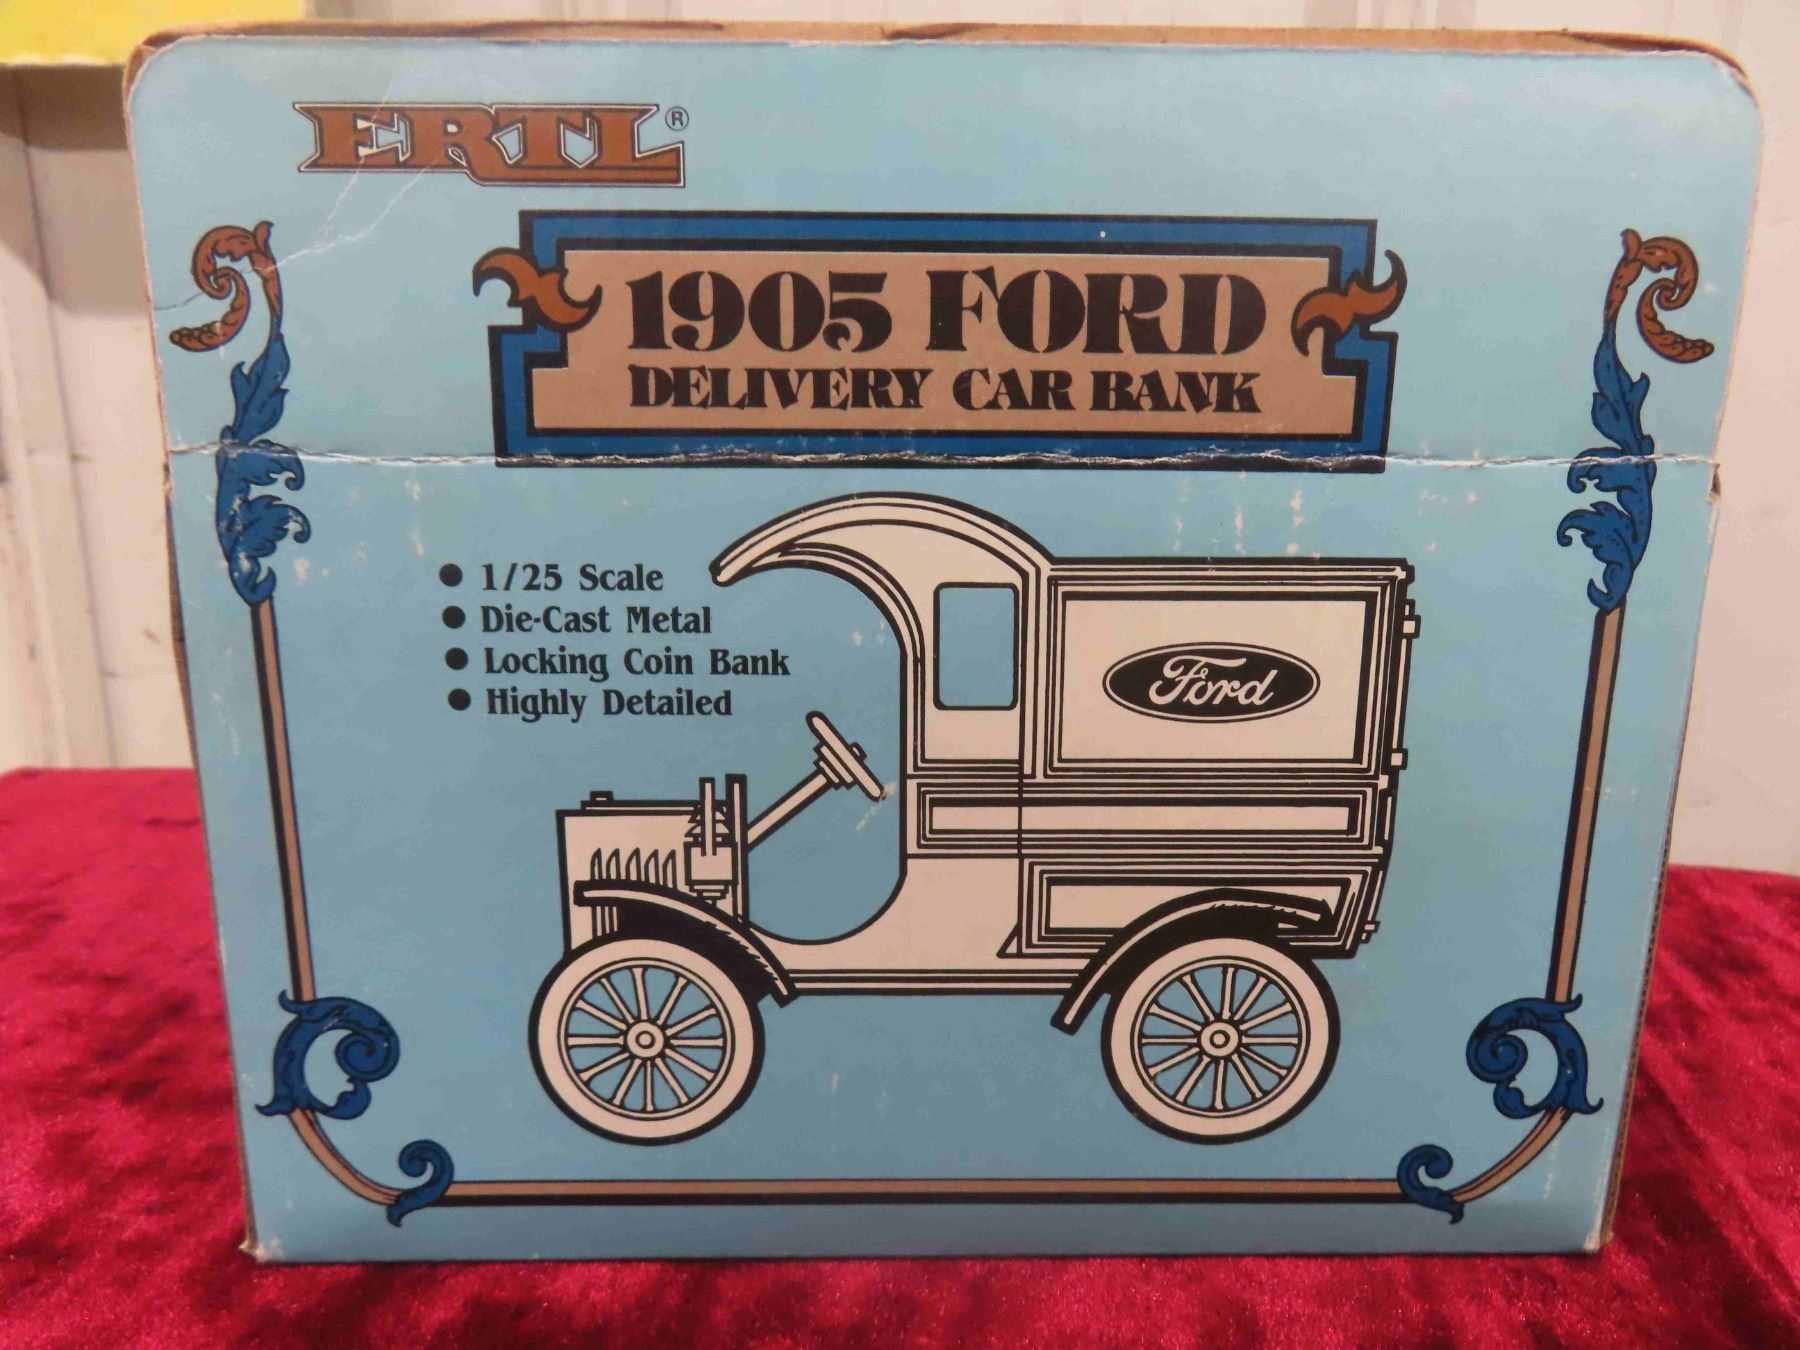 ERTL®
1905 FORD
DELIVERY CAR BANK
● 1/25 Scale
● Die-Cast Metal
● Locking Coin Bank
● Highly Detailed
Ford